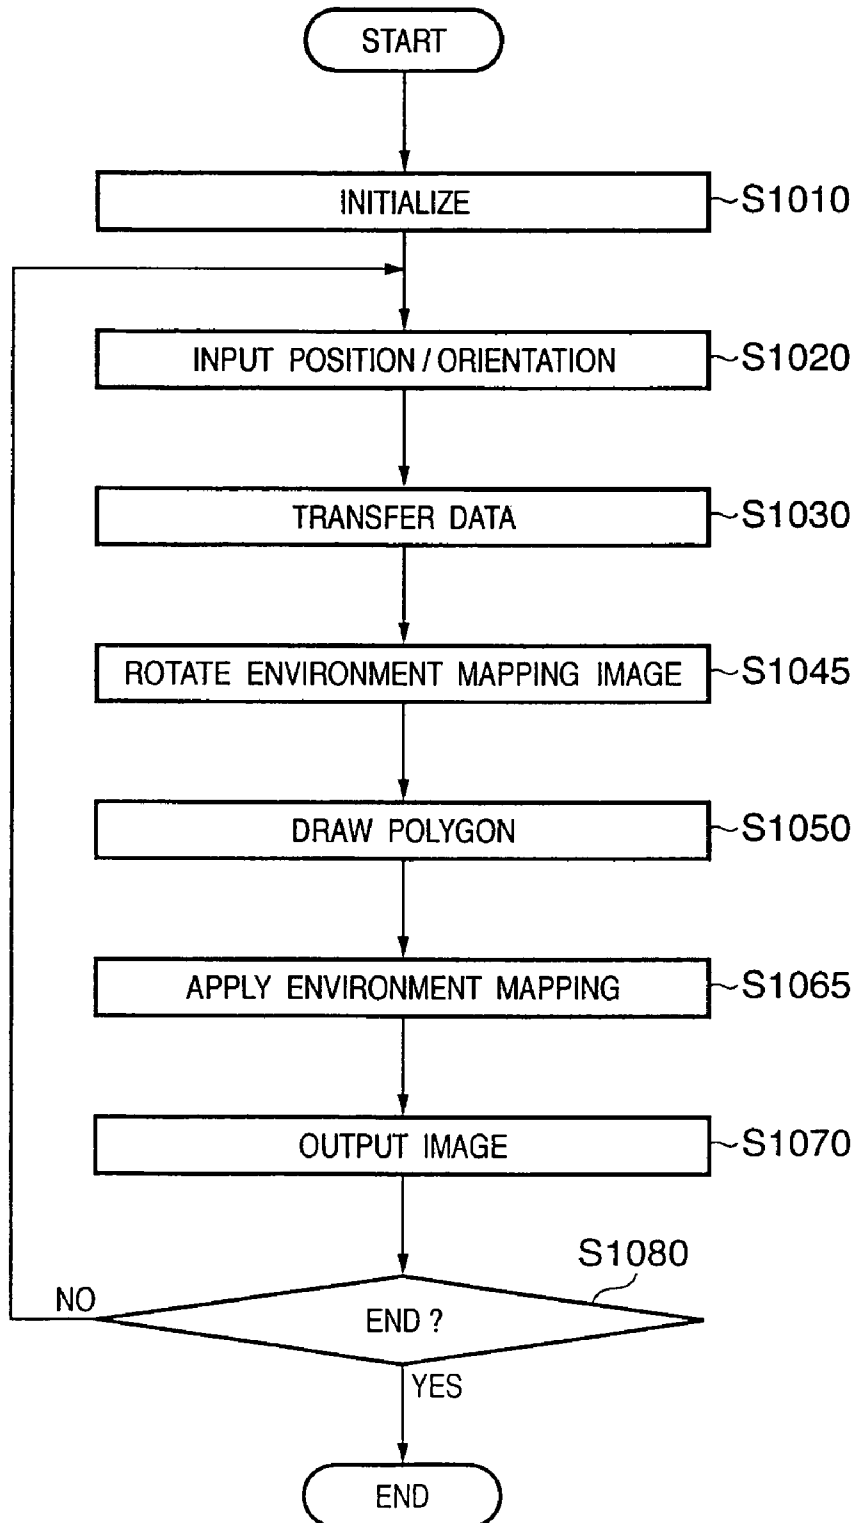 START
INITIALIZE
~S1010
INPUT POSITION/ORIENTATION
~S1020
TRANSFER DATA
~S1030
ROTATE ENVIRONMENT MAPPING IMAGE
~S1045
DRAW POLYGON
~S1050
APPLY ENVIRONMENT MAPPING
~S1065
OUTPUT IMAGE
~S1070
S1080
NO
END ?
YES
END